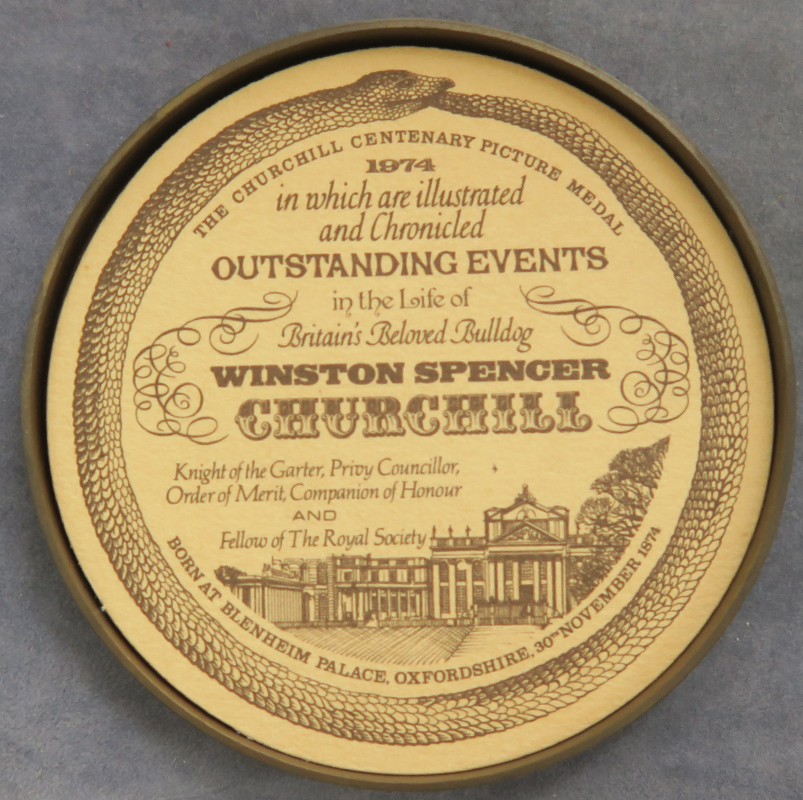 THE CHURCHILL CENTENARY PICTURE MEDAL
1974
in which are illustrated
and Chronicled
OUTSTANDING EVENTS
in the Life of
Britain's Beloved Bulldog
WINSTON SPENCER
CHURCHILL
Knight of the Garter, Privy Councillor,
Order of Merit, Companion of Honour
AND
Fellow of The Royal Society
BORN AT BLENHEIM PALACE, OXFORDSHIRE, 30TH NOVEMBER 1874